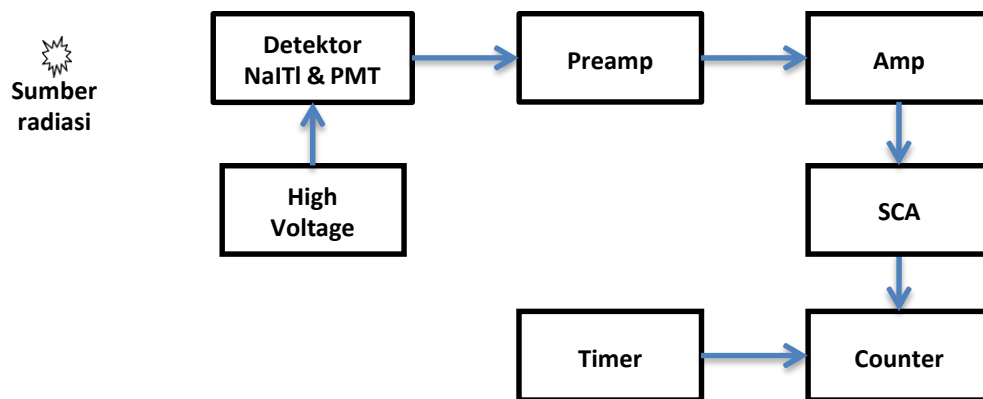 Sumber
radiasi
Detektor
NaITl & PMT
Preamp
Amp
High
Voltage
SCA
Timer
Counter